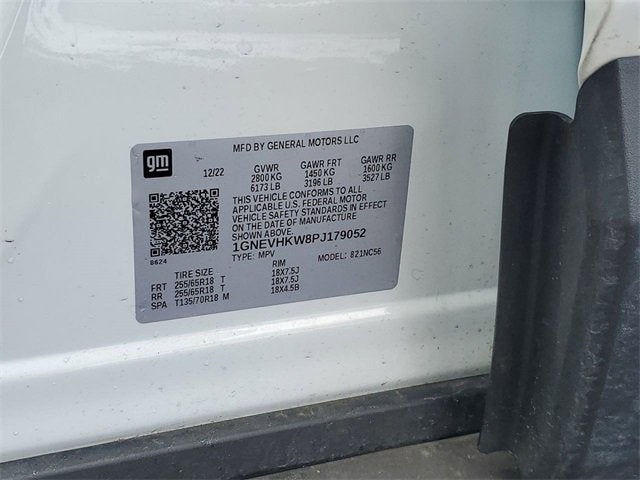 MFD BY GENERAL MOTORS LLC
gm
12/22 GVWR GAWR FRT GAWR RR
2800 KG 1450 KG 1600 KG
6173 LB 3196 LB 3527 LB
THIS VEHICLE CONFORMS TO ALL
APPLICABLE U.S. FEDERAL MOTOR
VEHICLE SAFETY STANDARDS IN EFFECT
ON THE DATE OF MANUFACTURE
SHOWN ABOVE.
1GNEVHKW8PJ179052
8624
TYPE: MPV MODEL: 821NC56
TIRE SIZE RIM
FRT 255/65R18 T 18X7.5J
RR 255/65R18 T 18X7.5J
SPA T135/70R18 M 18X4.5B